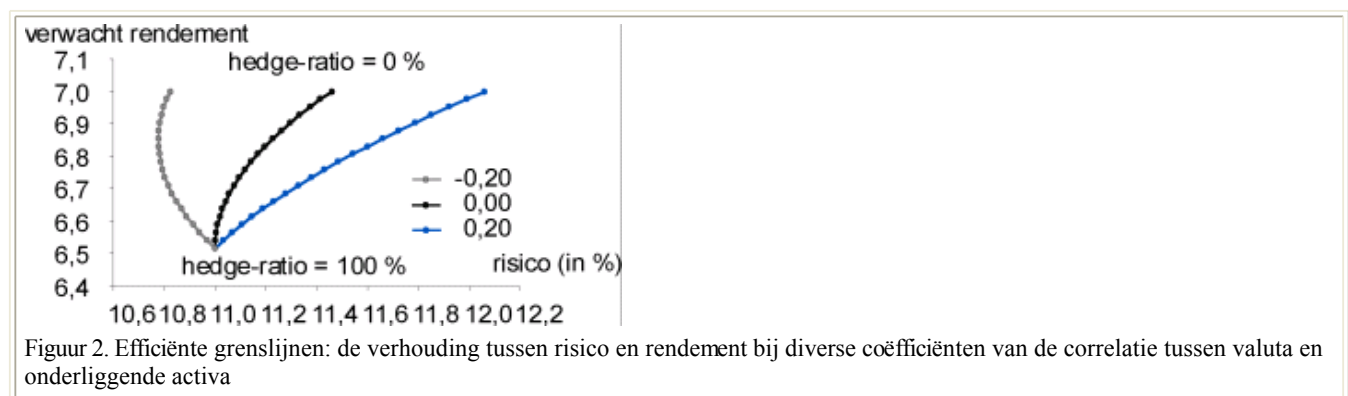 verwacht rendement
7,1
hedge-ratio = 0 %
7,0
6,9
6,8
6,7
6,6
6,5
6,4
-0,20
0,00
0,20
hedge-ratio = 100 %
risico (in %)
10,6 10,8 11,0 11,2 11,4 11,6 11,8 12,0 12,2
Figuur 2. Efficiënte grenslijnen: de verhouding tussen risico en rendement bij diverse coëfficiënten van de correlatie tussen valuta en
onderliggende activa